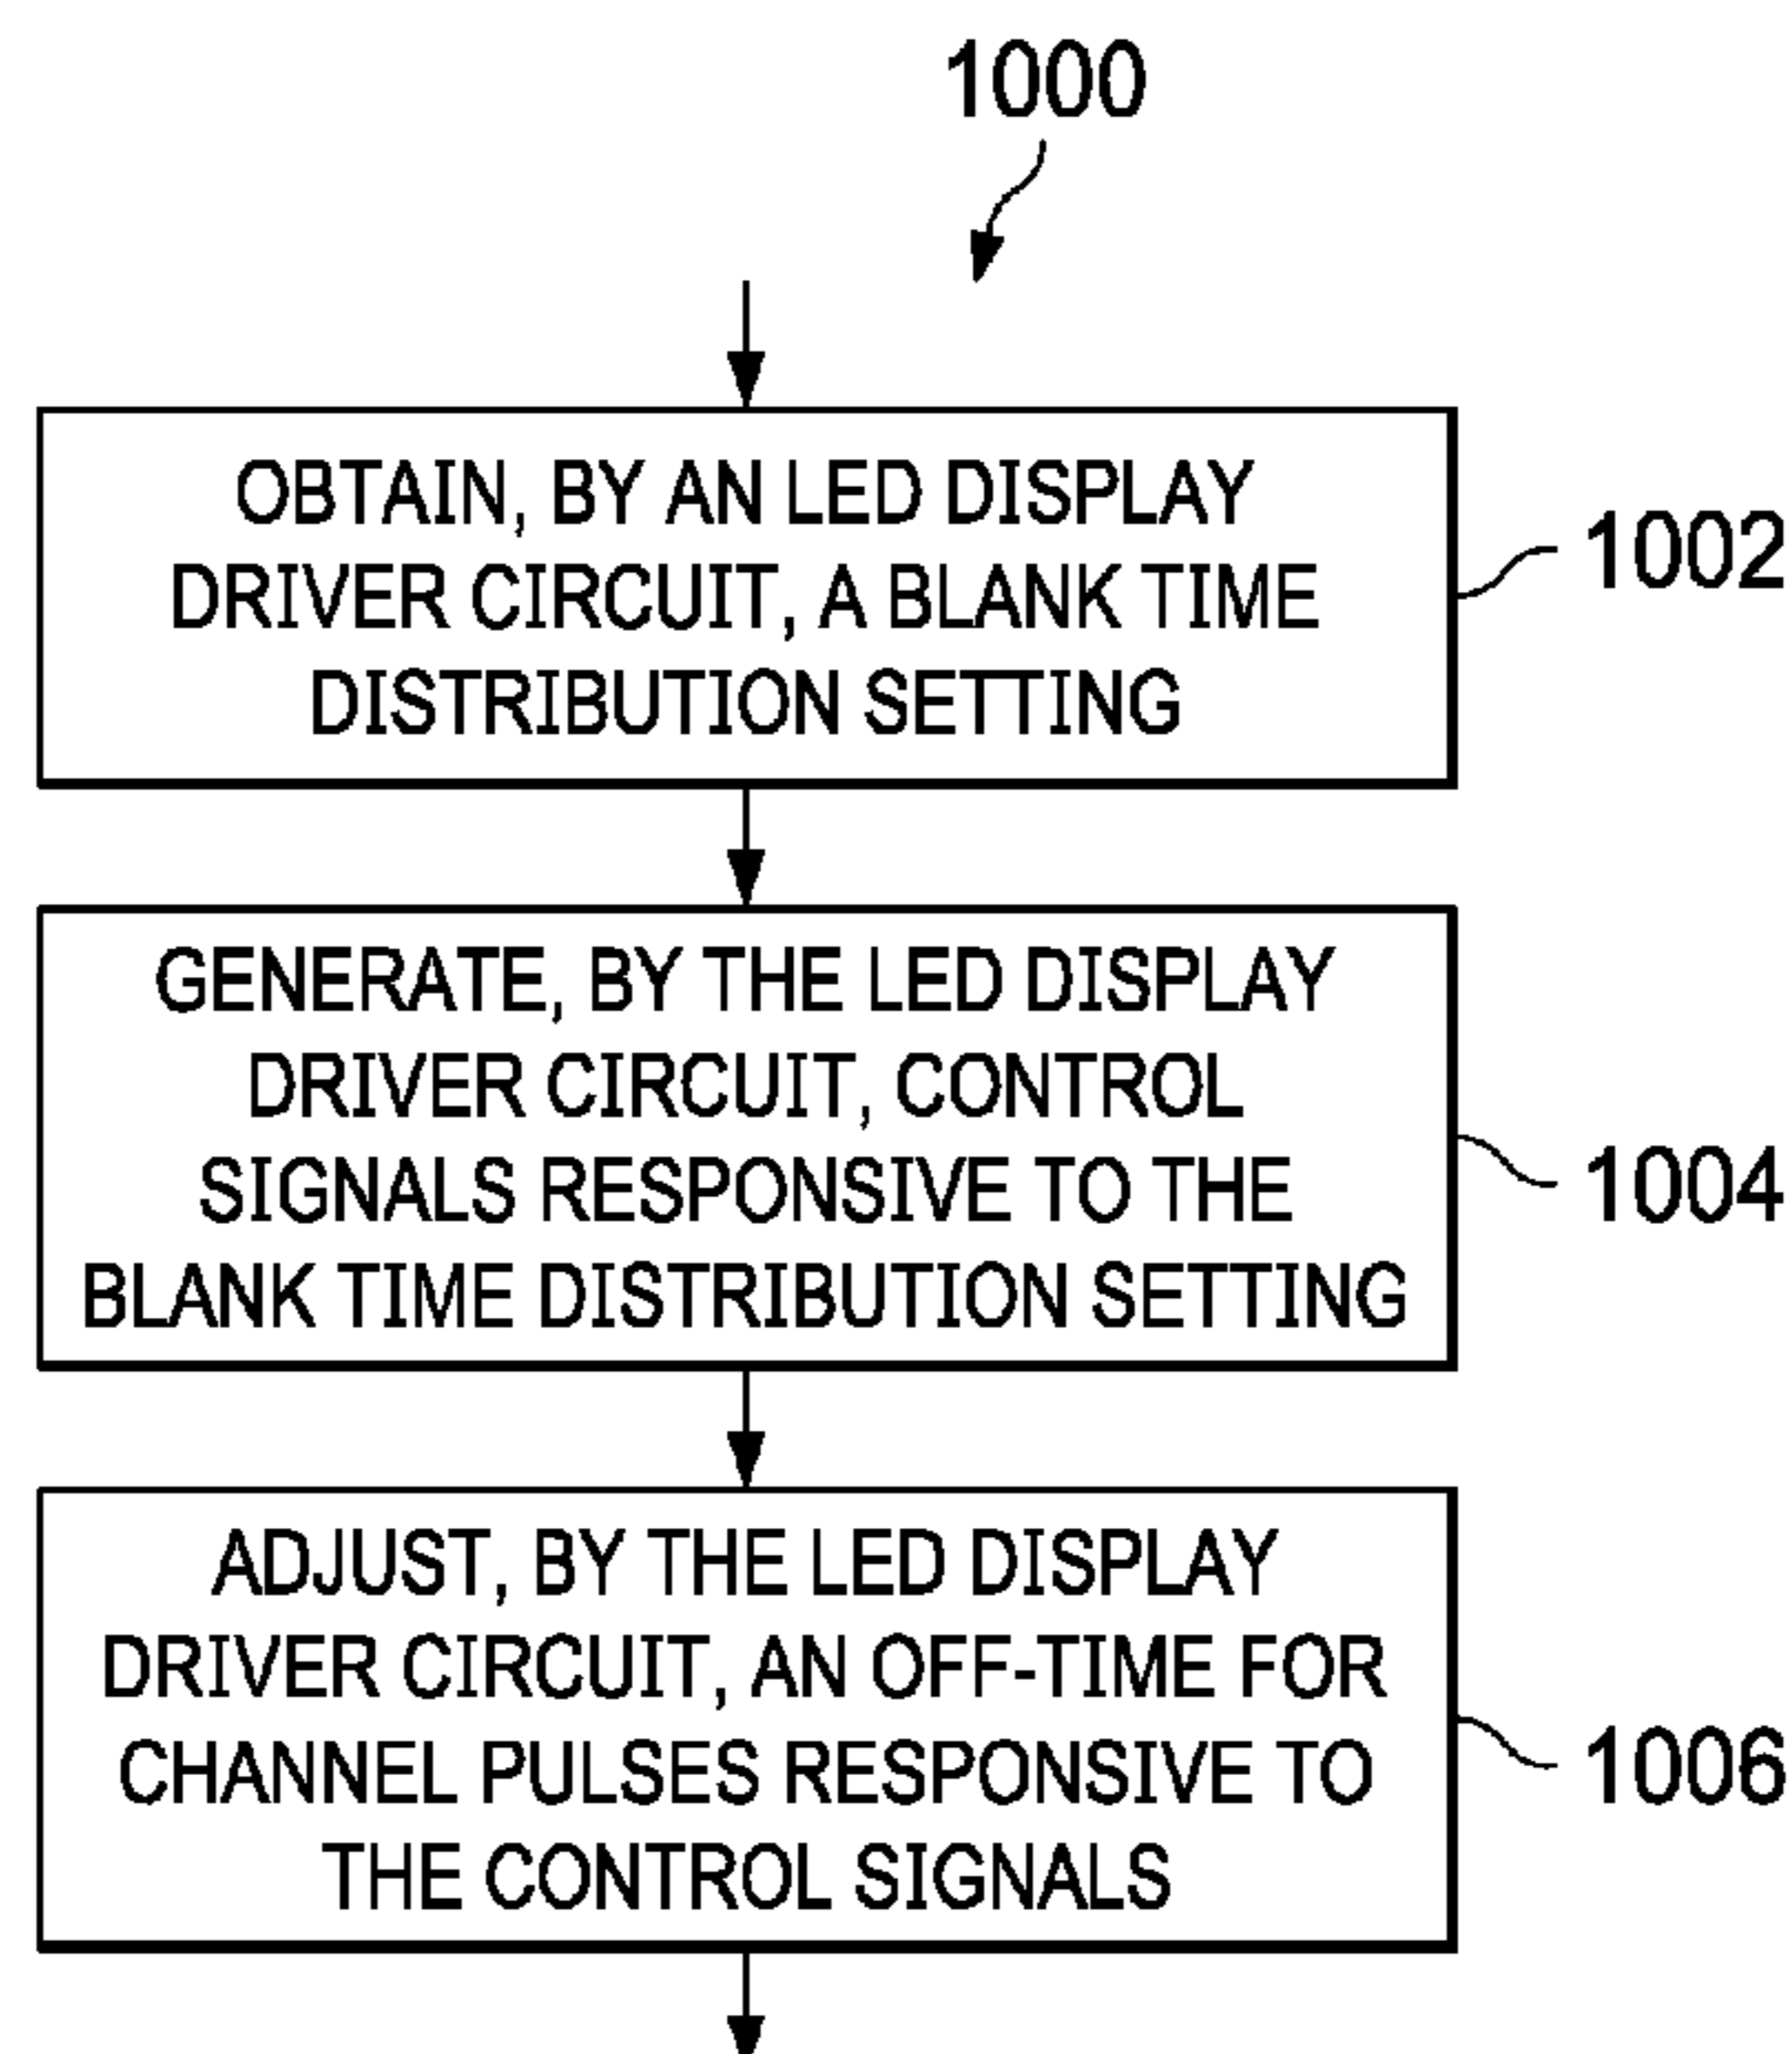 1000
OBTAIN, BY AN LED DISPLAY
DRIVER CIRCUIT, A BLANK TIME
DISTRIBUTION SETTING
1002
GENERATE, BY THE LED DISPLAY
DRIVER CIRCUIT, CONTROL
SIGNALS RESPONSIVE TO THE
BLANK TIME DISTRIBUTION SETTING
1004
ADJUST, BY THE LED DISPLAY
DRIVER CIRCUIT, AN OFF-TIME FOR
CHANNEL PULSES RESPONSIVE TO
THE CONTROL SIGNALS
1006